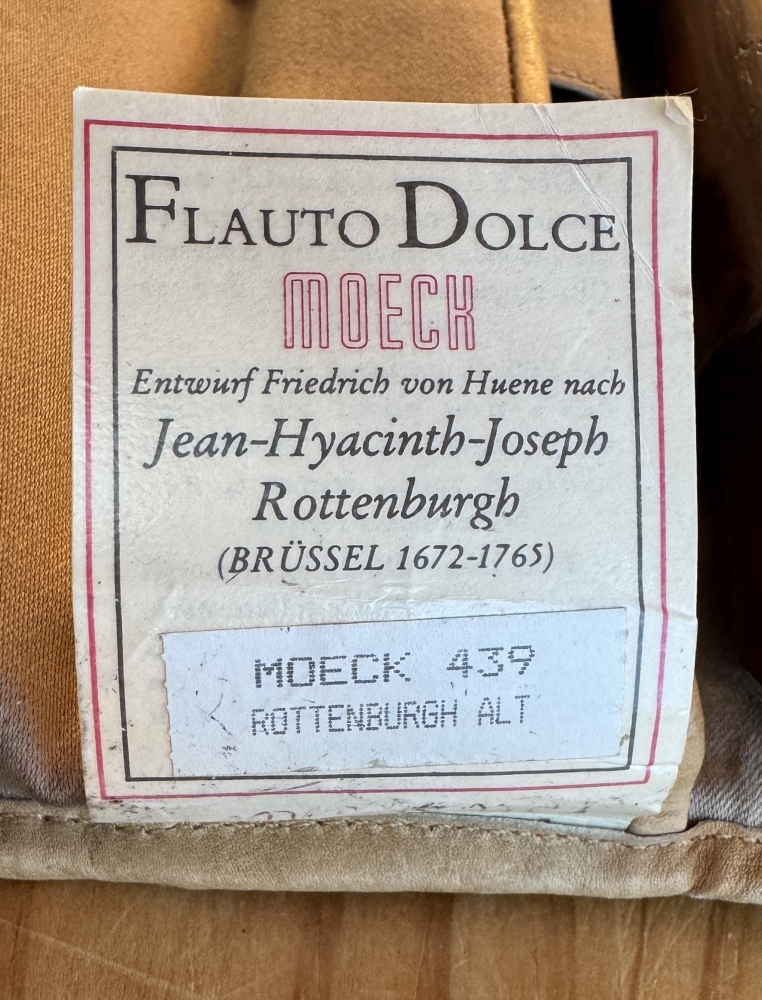 FLAUTO DOLCE
MOECK
Entwurf Friedrich von Huene nach
Jean-Hyacinth-Joseph
Rottenburgh
(BRÜSSEL 1672-1765)
MOECK 439
ROTTENBURGH ALT